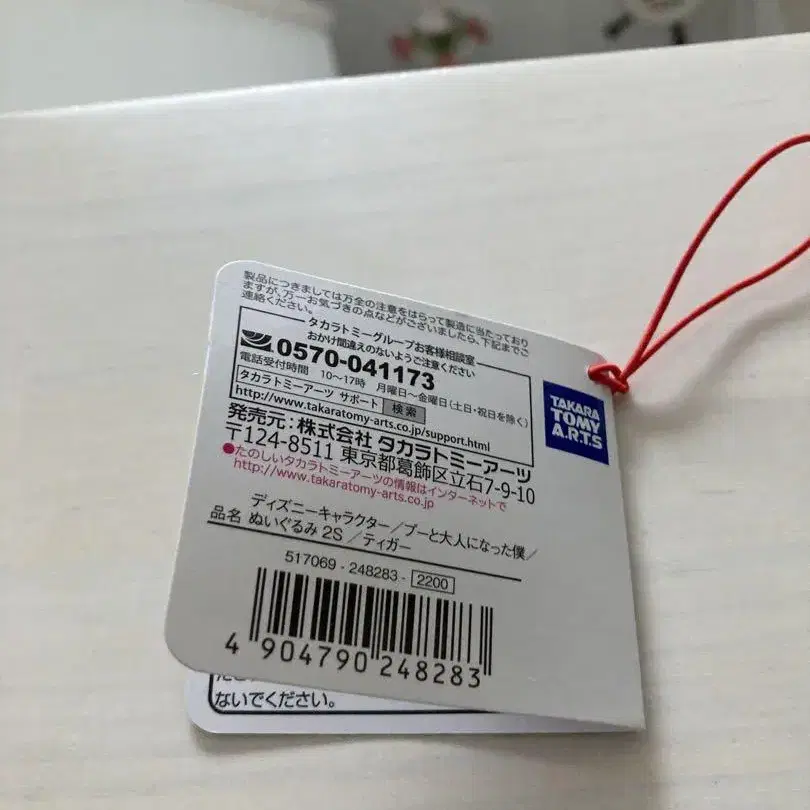 製品につきましては万全の注意をはらって製造に当たっており
ますが、万一お気づきの点などがございましたら、下記までご
連絡ください。
タカラトミーグループお客様相談室
おかけ間違えのないようご注意ください
0570-041173
電話受付時間 10〜17時 月曜日〜金曜日(土日・祝日を除く)
タカラトミーアーツ サポート 検索
http://www.takaratomy-arts.co.jp/support.html
発売元:株式会社 タカラトミーアーツ
〒124-8511 東京都葛飾区立石7-9-10
●たのしいタカラトミーアーツの情報はインターネットで
http://www.takaratomy-arts.co.jp
TAKARA
TOMY
A.R.T.S
ディズニーキャラクター/プーと大人になった僕/
品名 ぬいぐるみ 2S /ティガー
517069-248283-2200
4 904790 248283
ないでください。